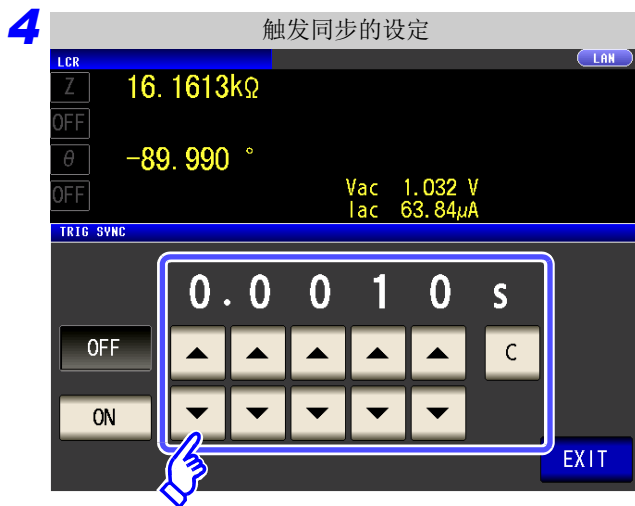 4
触发同步的设定
LCR
LAN
Z 16.1613kΩ
OFF
θ -89.990 °
OFF
Vac 1.032 V
Iac 63.84μA
TRIG SYNC
0.0010s
OFF
C
ON
EXIT